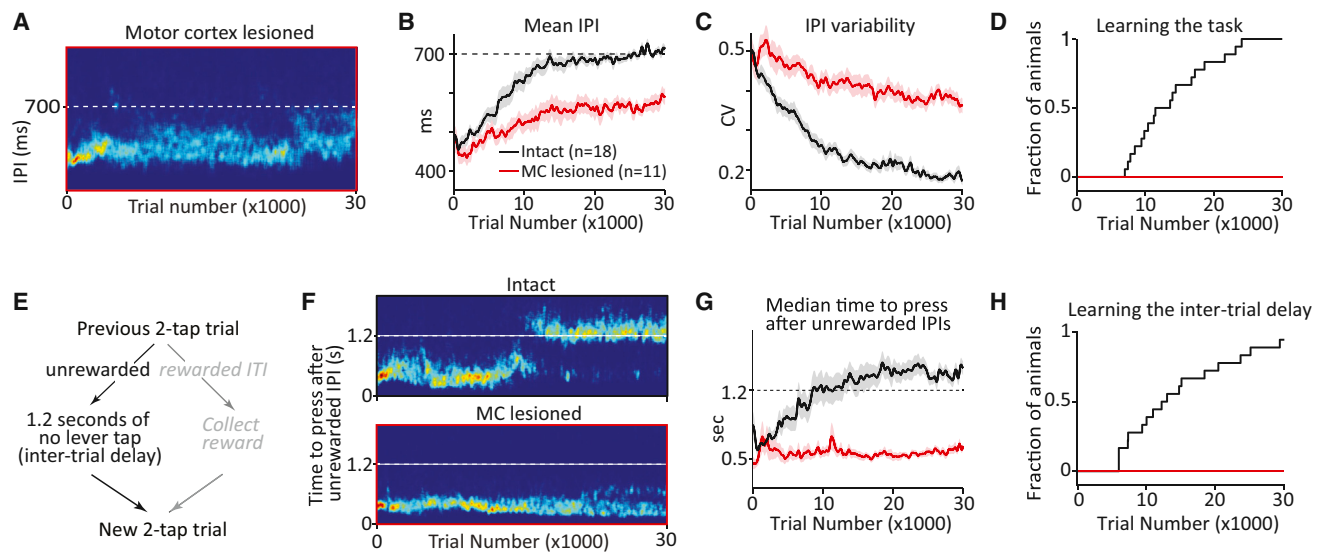 A
Motor cortex lesioned
700
IPI (ms)
0
30
Trial number (x1000)
B
Mean IPI
700
ms
400
Intact (n=18)
MC lesioned (n=11)
0
10
20
30
Trial Number (x1000)
C
IPI variability
0.5
CV
0.2
0
10
20
30
Trial Number (x1000)
D
Learning the task
1
0.5
0
Fraction of animals
0
10
20
30
Trial Number (x1000)
E
Previous 2-tap trial
unrewarded
rewarded ITI
1.2 seconds of
no lever tap
(inter-trial delay)
Collect
reward
New 2-tap trial
F
Intact
1.2
0
MC lesioned
1.2
0
Time to press after
unrewarded IPI (s)
0
30
Trial Number (x1000)
G
Median time to press
after unrewarded IPIs
1.2
sec
0.5
0
10
20
30
Trial Number (x1000)
H
Learning the inter-trial delay
1
0.5
0
Fraction of animals
0
10
20
30
Trial Number (x1000)